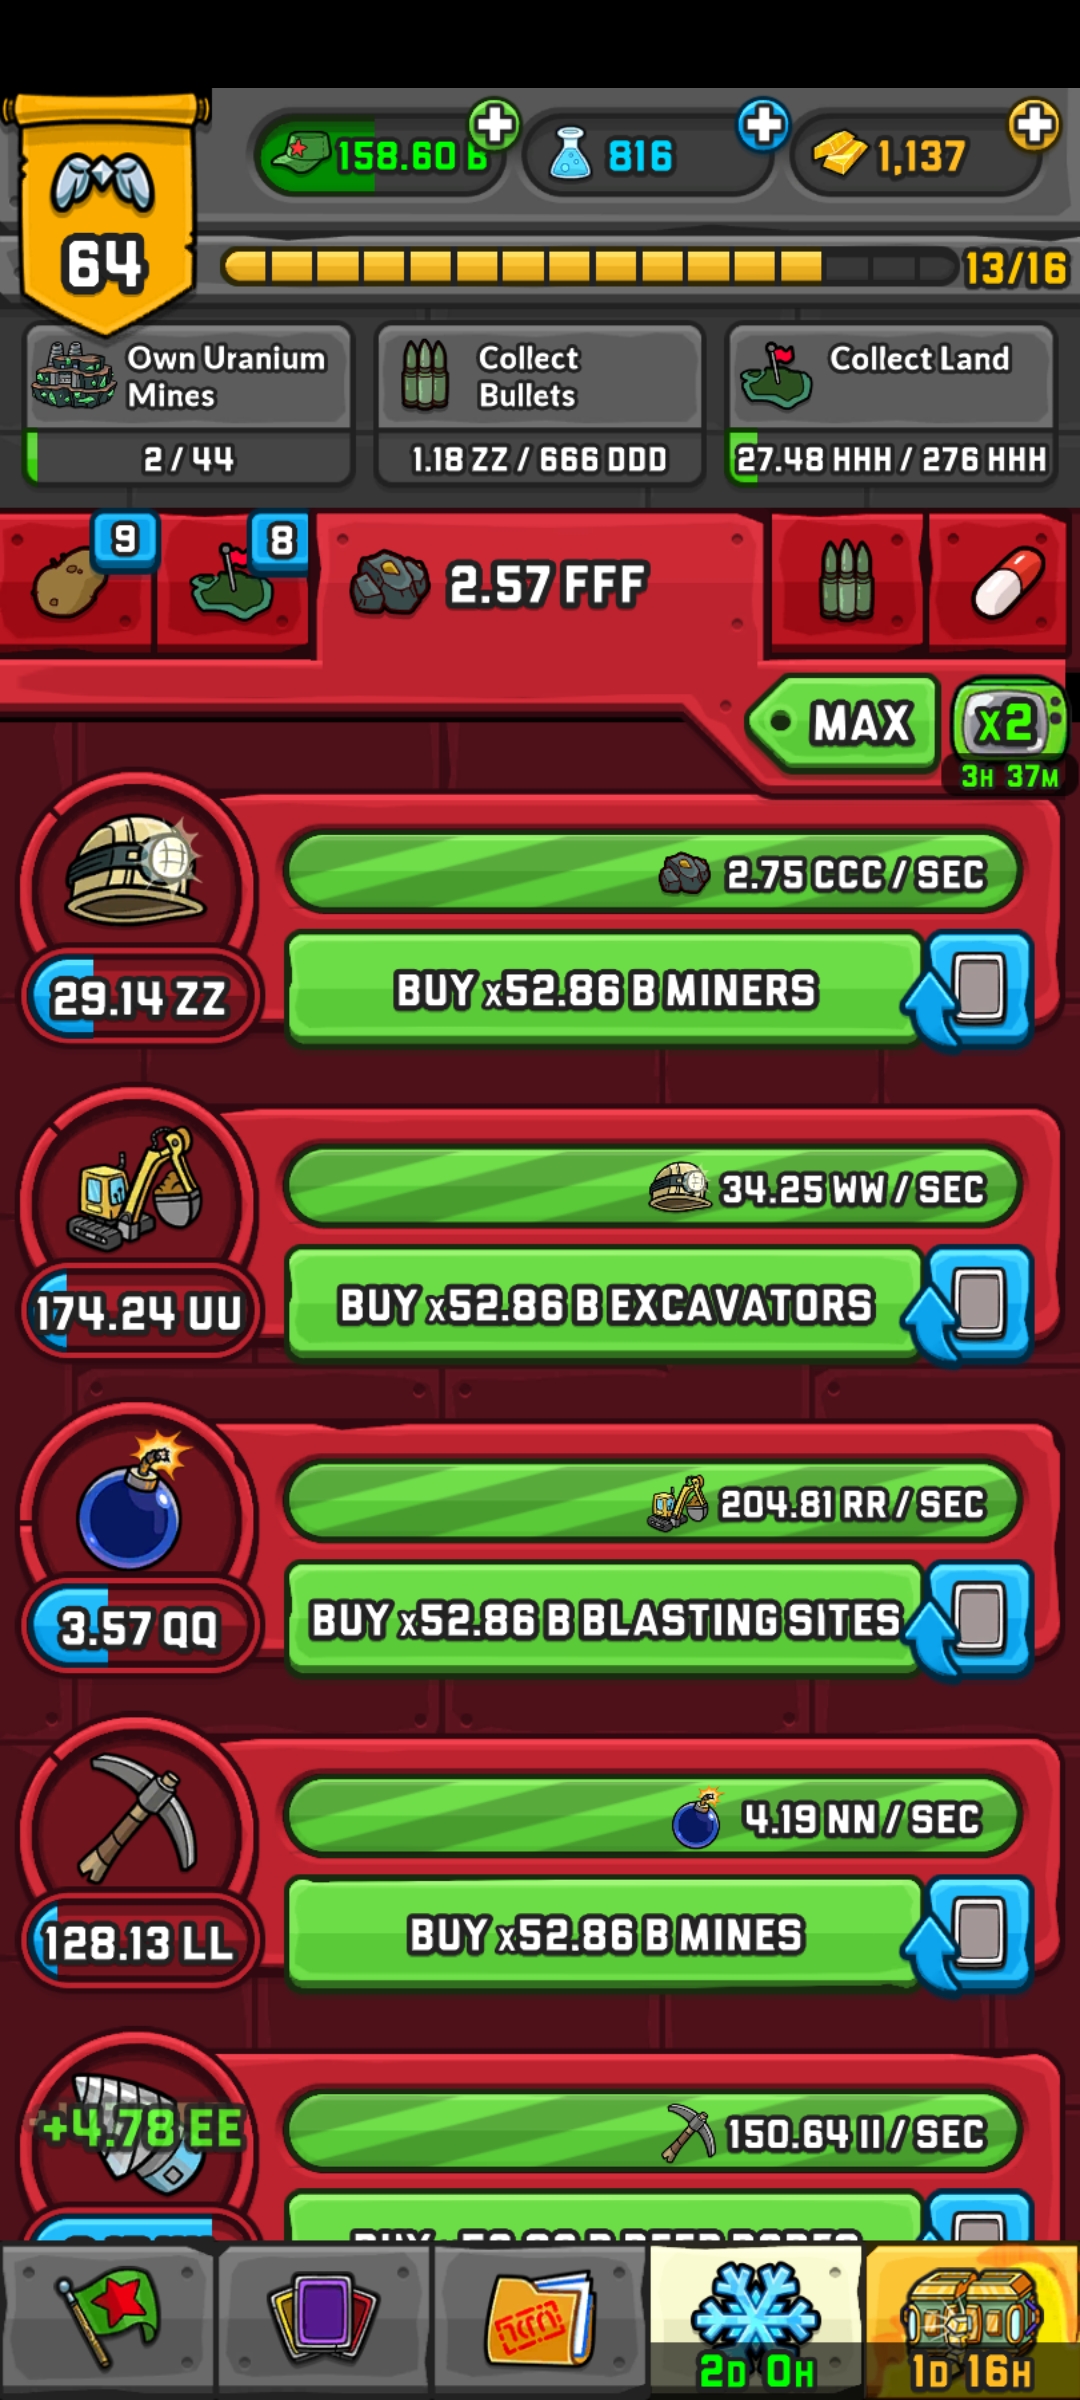 158.60 B
816
1,137
64
13/16
Own Uranium
Mines
Collect
Bullets
Collect Land
2 / 44
1.18 ZZ / 666 DDD
27.48 HHH / 276 HHH
9
8
2.57 FFF
MAX
x2
3H 37M
2.75 CCC / SEC
29.14 ZZ
BUY x52.86 B MINERS
34.25 WW / SEC
174.24 UU
BUY x52.86 B EXCAVATORS
204.81 RR / SEC
3.57 QQ
BUY x52.86 B BLASTING SITES
4.19 NN / SEC
128.13 LL
BUY x52.86 B MINES
+4.78 EE
150.64 II / SEC
2D 0H
1D 16H